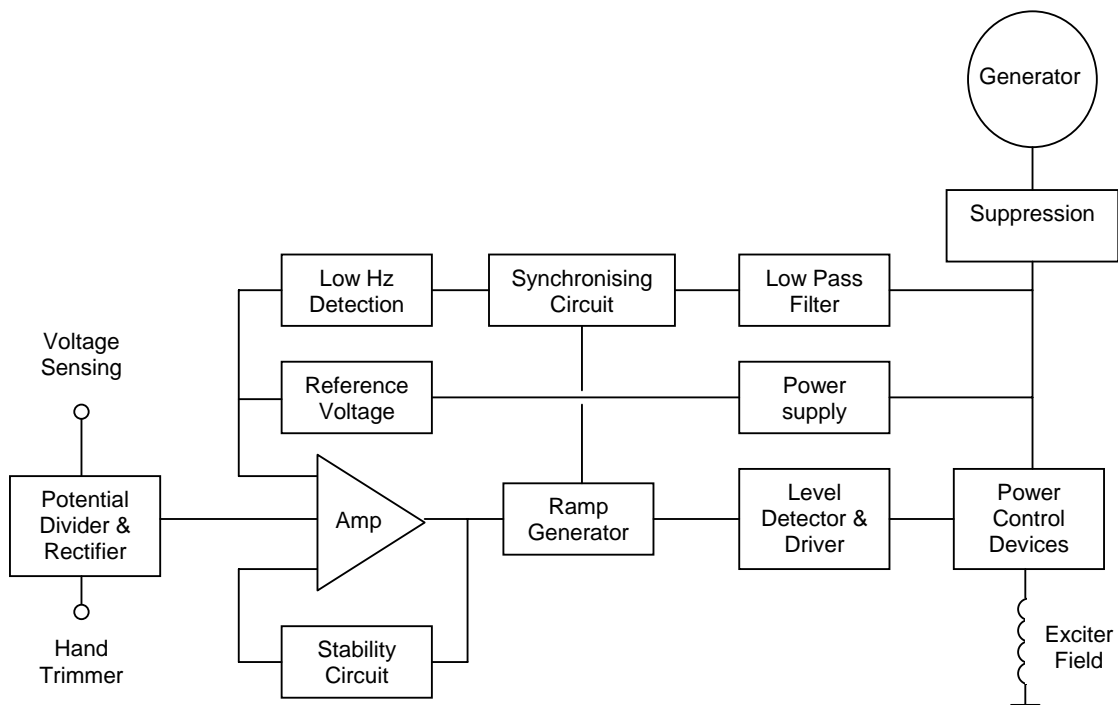 Generator
Suppression
Low Hz
Detection
Synchronising
Circuit
Low Pass
Filter
Voltage
Sensing
Reference
Voltage
Power
supply
Potential
Divider &
Rectifier
Amp
Ramp
Generator
Level
Detector &
Driver
Power
Control
Devices
Hand
Trimmer
Stability
Circuit
Exciter
Field